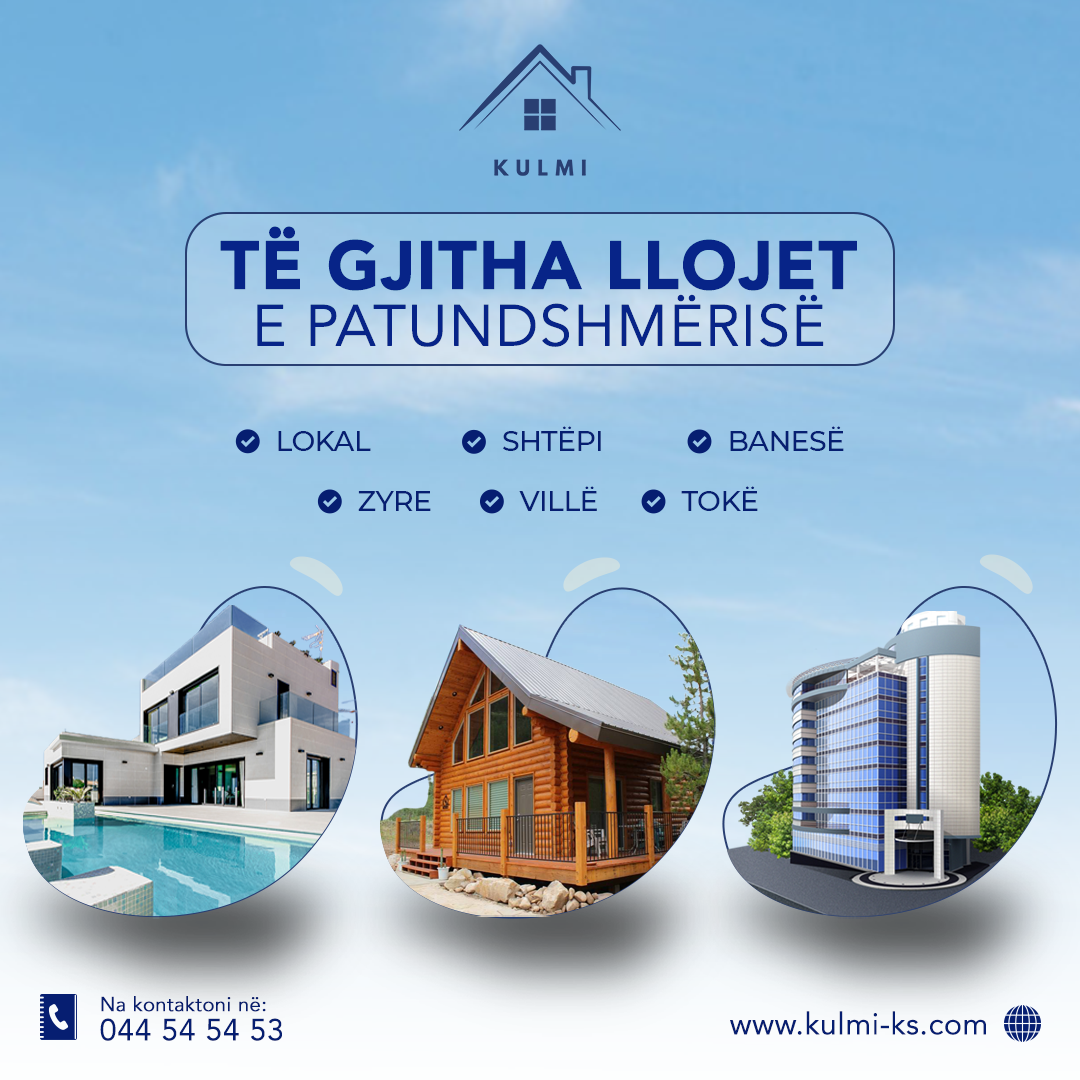 KULMI
TË GJITHA LLOJET
E PATUNDSHMËRISË
LOKAL SHTËPI BANESË
ZYRE VILLË TOKË
Na kontaktoni në:
044 54 54 53
www.kulmi-ks.com